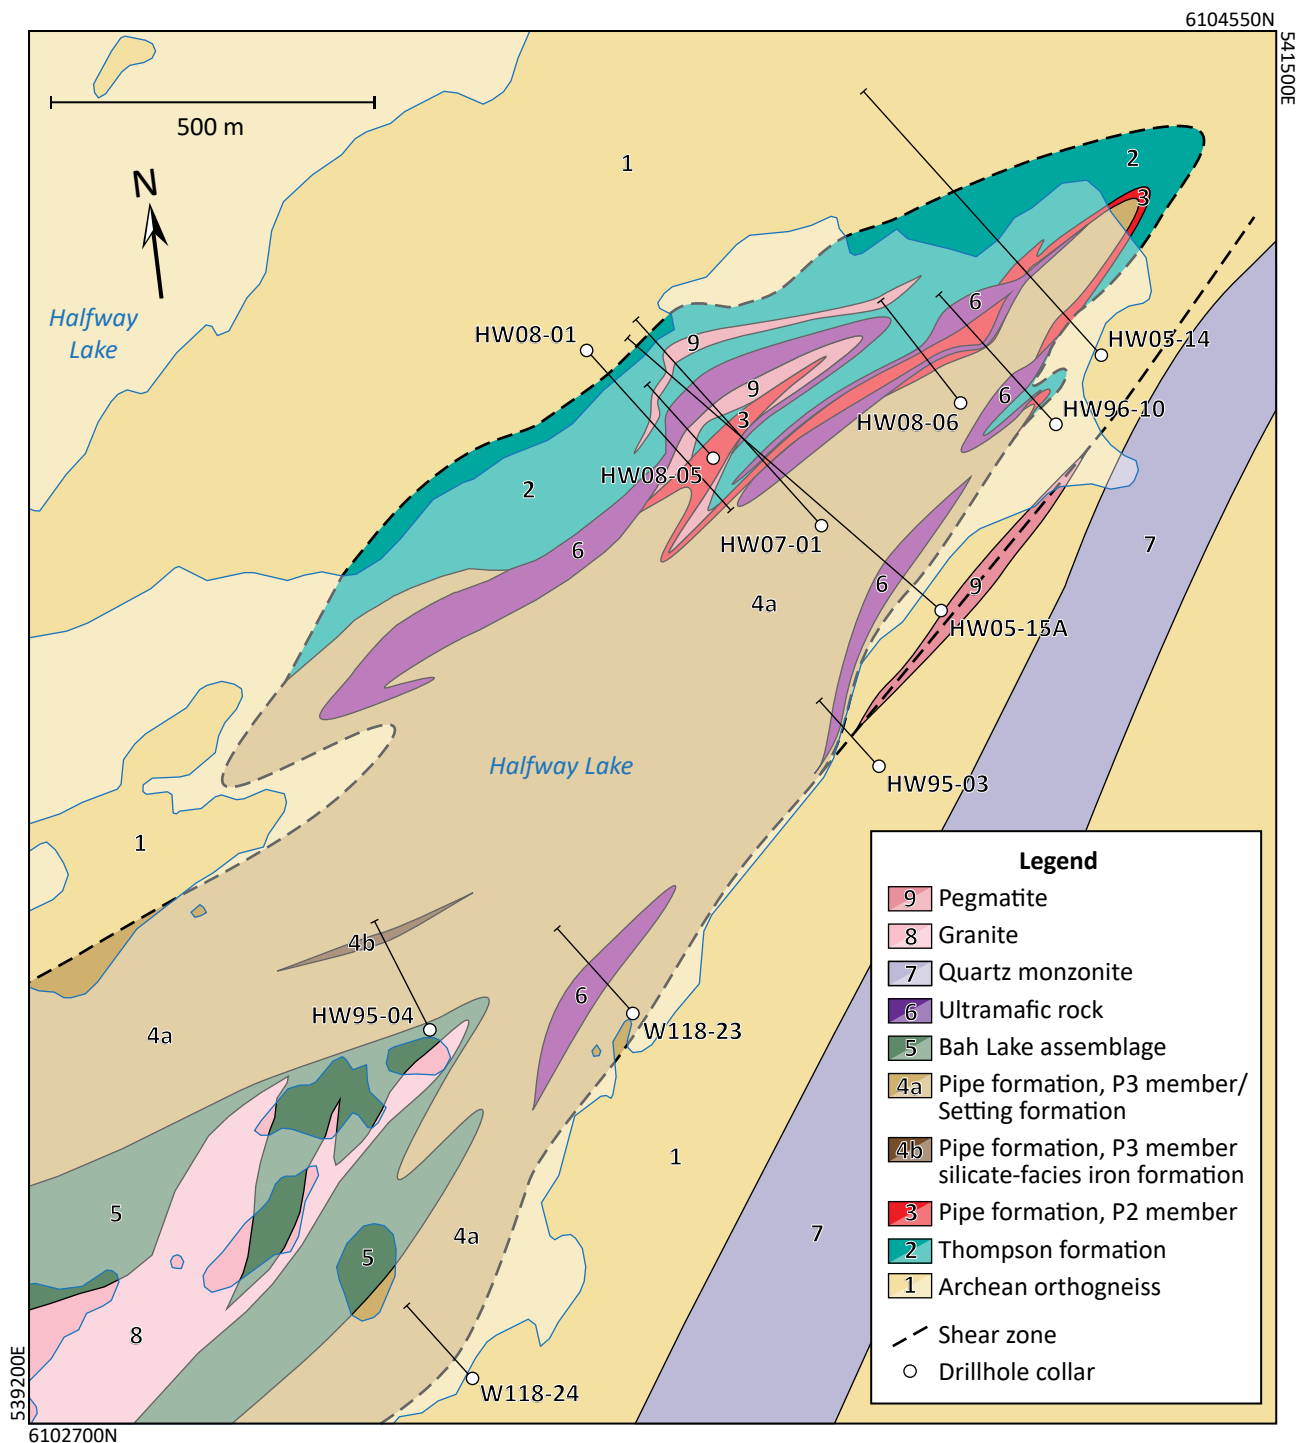 6104550N
541500E
500 m
N
1
2
3
Halfway
Lake
HW08-01
9
6
HW05-14
9
6
HW96-10
3
HW08-06
HW08-05
2
HW07-01
7
6
4a
6
9
HW05-15A
Halfway Lake
HW95-03
1
4b
6
HW95-04
W118-23
4a
1
5
4a
7
5
8
W118-24
539200E
6102700N
Legend
9 Pegmatite
8 Granite
7 Quartz monzonite
6 Ultramafic rock
5 Bah Lake assemblage
4a Pipe formation, P3 member/
Setting formation
4b Pipe formation, P3 member
silicate-facies iron formation
3 Pipe formation, P2 member
2 Thompson formation
1 Archean orthogneiss
Shear zone
Drillhole collar